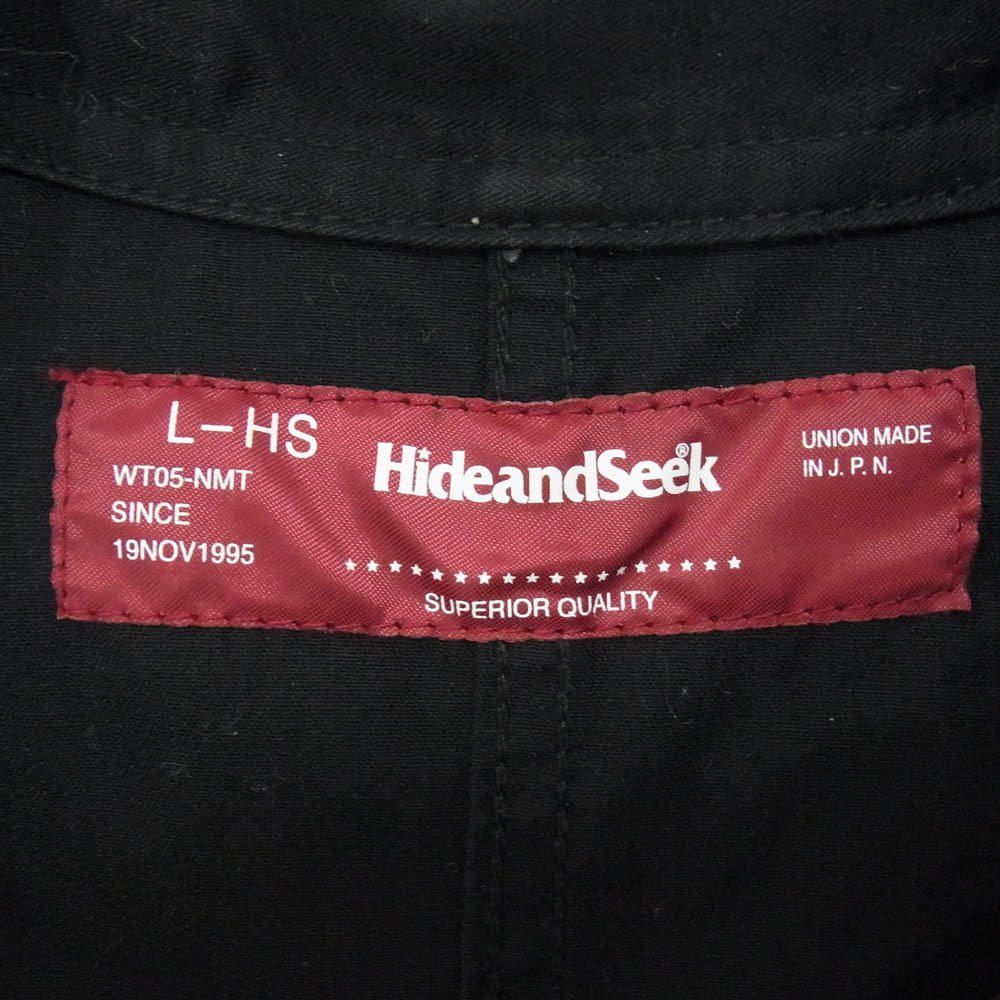 L-HS
WT05-NMT
SINCE
19NOV1995
HideandSeek®
★★★★★★★★★★★★★★★★★★
SUPERIOR QUALITY
UNION MADE
IN J. P. N.